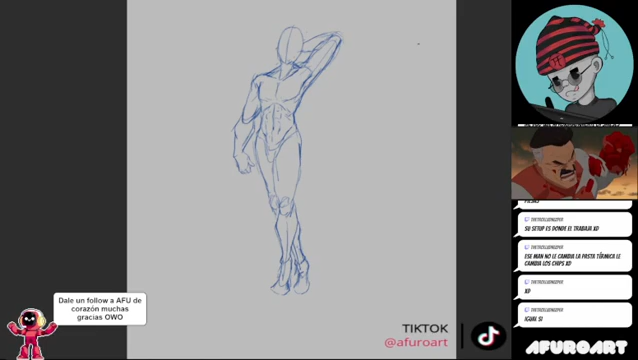 Dale un follow a AFU de
corazón muchas
gracias OWO
TIKTOK
@afuroart
SU SETUP ES DONDE EL TRABAJA XD
ESE MAN NO LE CAMBIA LA PASTA TÉRMICA LE
CAMBIA LOS CHIPS XD
XD
IGUAL SI
AFUROART